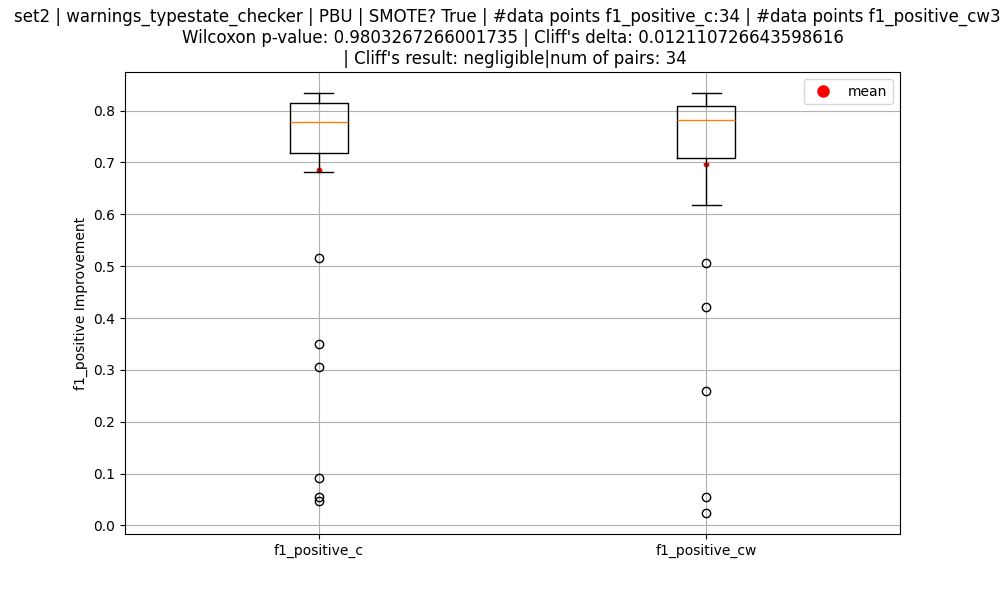 set2 | warnings_typestate_checker | PBU | SMOTE? True | #data points f1_positive_c:34 | #data points f1_positive_cw3
Wilcoxon p-value: 0.9803267266001735 | Cliff's delta: 0.012110726643598616
| Cliff's result: negligible|num of pairs: 34
mean
0.8
0.7
0.6
0.5
0.4
0.3
0.2
0.1
0.0
f1_positive Improvement
f1_positive_c
f1_positive_cw